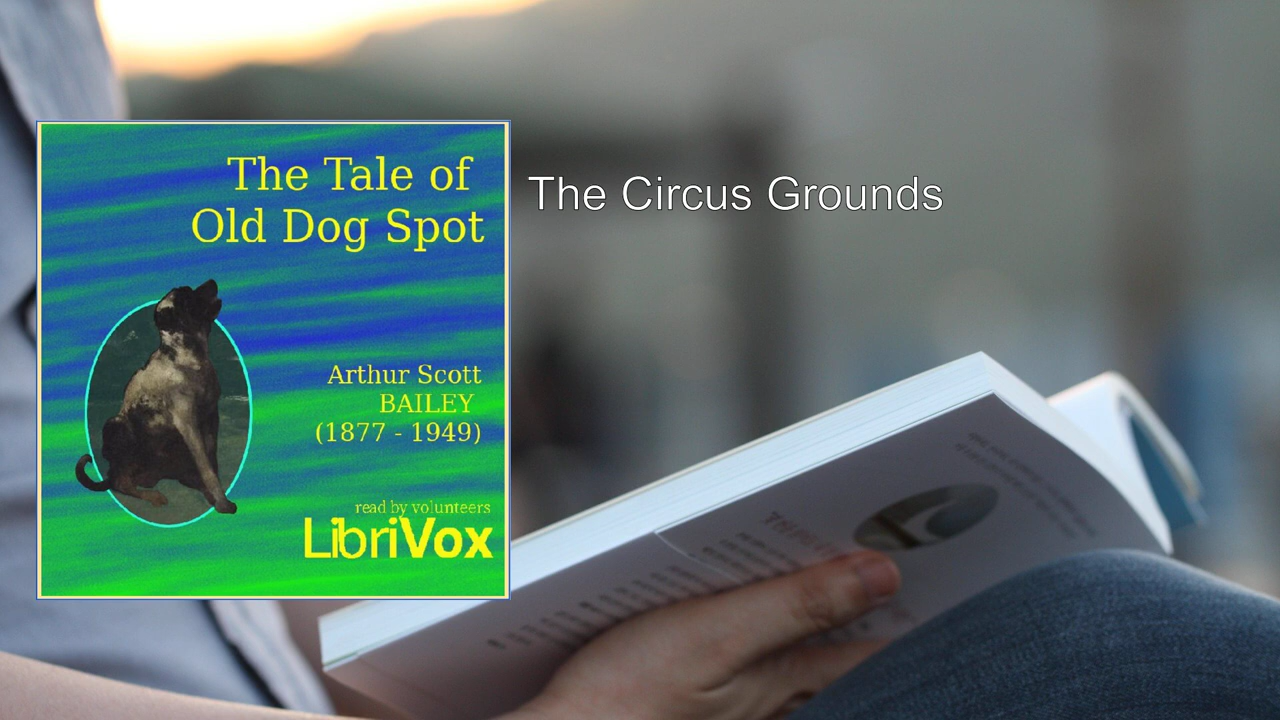 The Tale of
Old Dog Spot
Arthur Scott
BAILEY
(1877 - 1949)
read by volunteers
LibriVox
The Circus Grounds